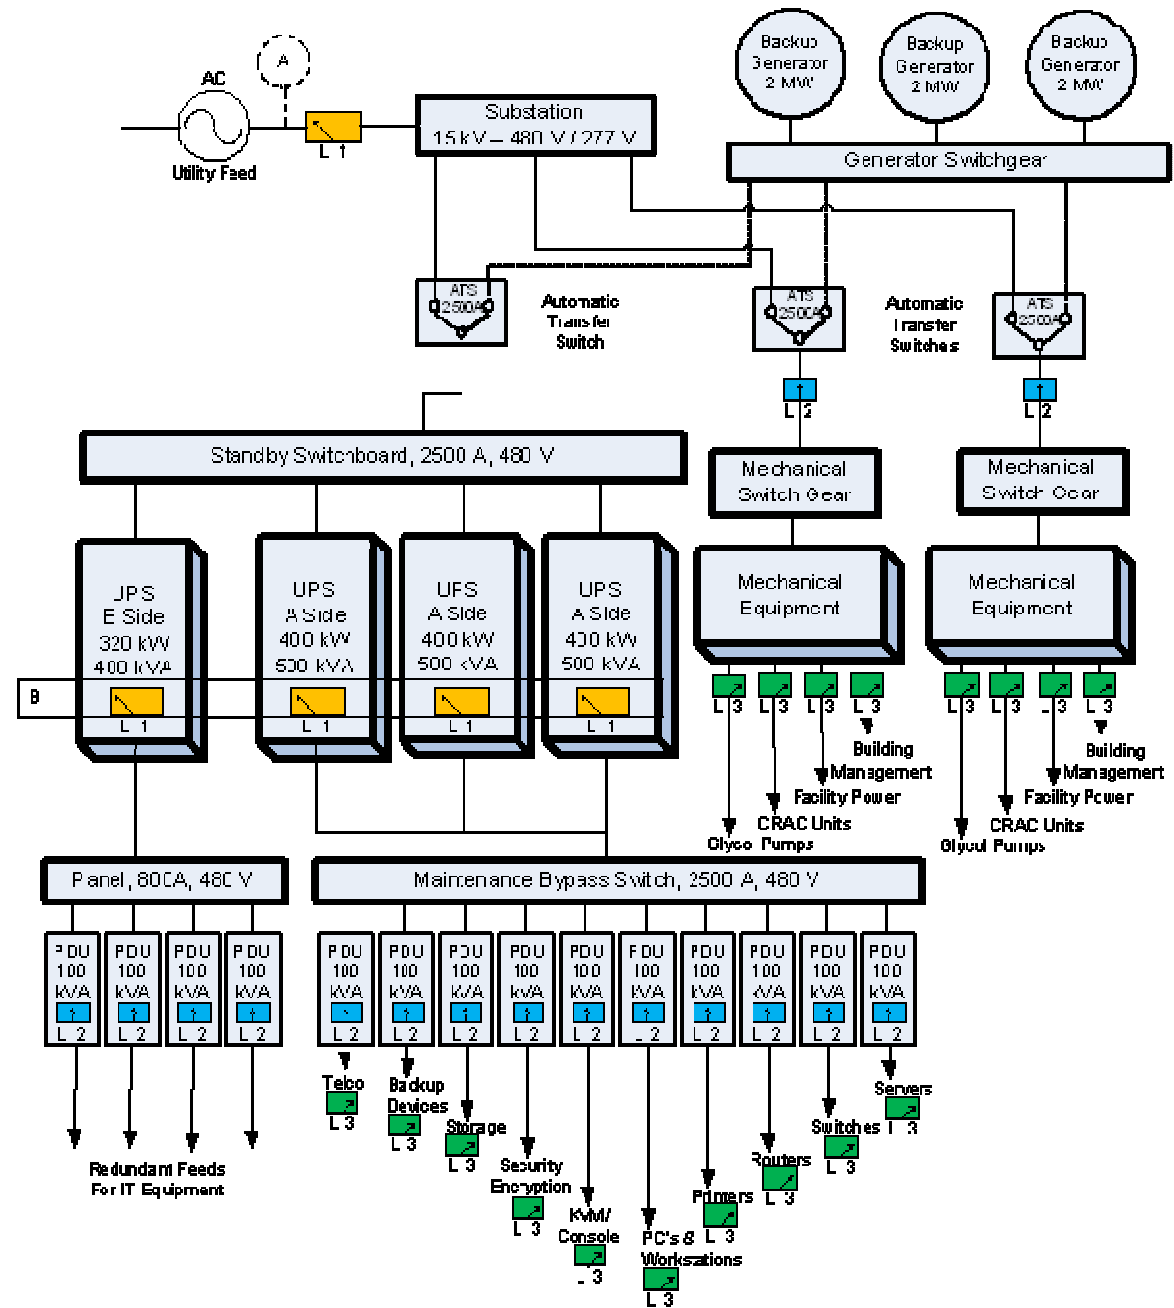 A
AC
Utility Feed
L 1
Substation
15 kV – 480 V / 277 V
Backup
Generator
2 MW
Backup
Generator
2 MW
Backup
Generator
2 MW
Generator Switchgear
ATS
2500A
Automatic
Transfer
Switch
ATS
2500A
Automatic
Transfer
Switches
ATS
2500A
L 2
L 2
Standby Switchboard, 2500 A, 480 V
Mechanical
Switch Gear
Mechanical
Switch Gear
UPS
Side
320 kW
400 kVA
L 1
UPS
A Side
400 kW
500 kVA
L 1
UPS
A Side
400 kW
500 kVA
L 1
UPS
A Side
400 kW
500 kVA
L 1
B
Mechanical
Equipment
Mechanical
Equipment
L 3
L 3
L 3
L 3
L 3
L 3
L 3
L 3
Building
Management
Facility Power
CRAC Units
Glycol Pumps
Building
Management
Facility Power
CRAC Units
Glycol Pumps
Panel, 800A, 480 V
Maintenance Bypass Switch, 2500 A, 480 V
PDU
100
kVA
L 2
PDU
100
kVA
L 2
PDU
100
kVA
L 2
PDU
100
kVA
L 2
PDU
100
kVA
L 2
PDU
100
kVA
L 2
PDU
100
kVA
L 2
PDU
100
kVA
L 2
PDU
100
kVA
L 2
PDU
100
kVA
L 2
PDU
100
kVA
L 2
PDU
100
kVA
L 2
PDU
100
kVA
L 2
PDU
100
kVA
L 2
Redundant Feeds
For IT Equipment
Telco
L 3
Backup
Devices
L 3
Storage
L 3
Security
Encryption
L 3
KVM/
Console
L 3
PC's &
Workstations
L 3
Printers
L 3
Routers
L 3
Switches
L 3
Servers
L 3